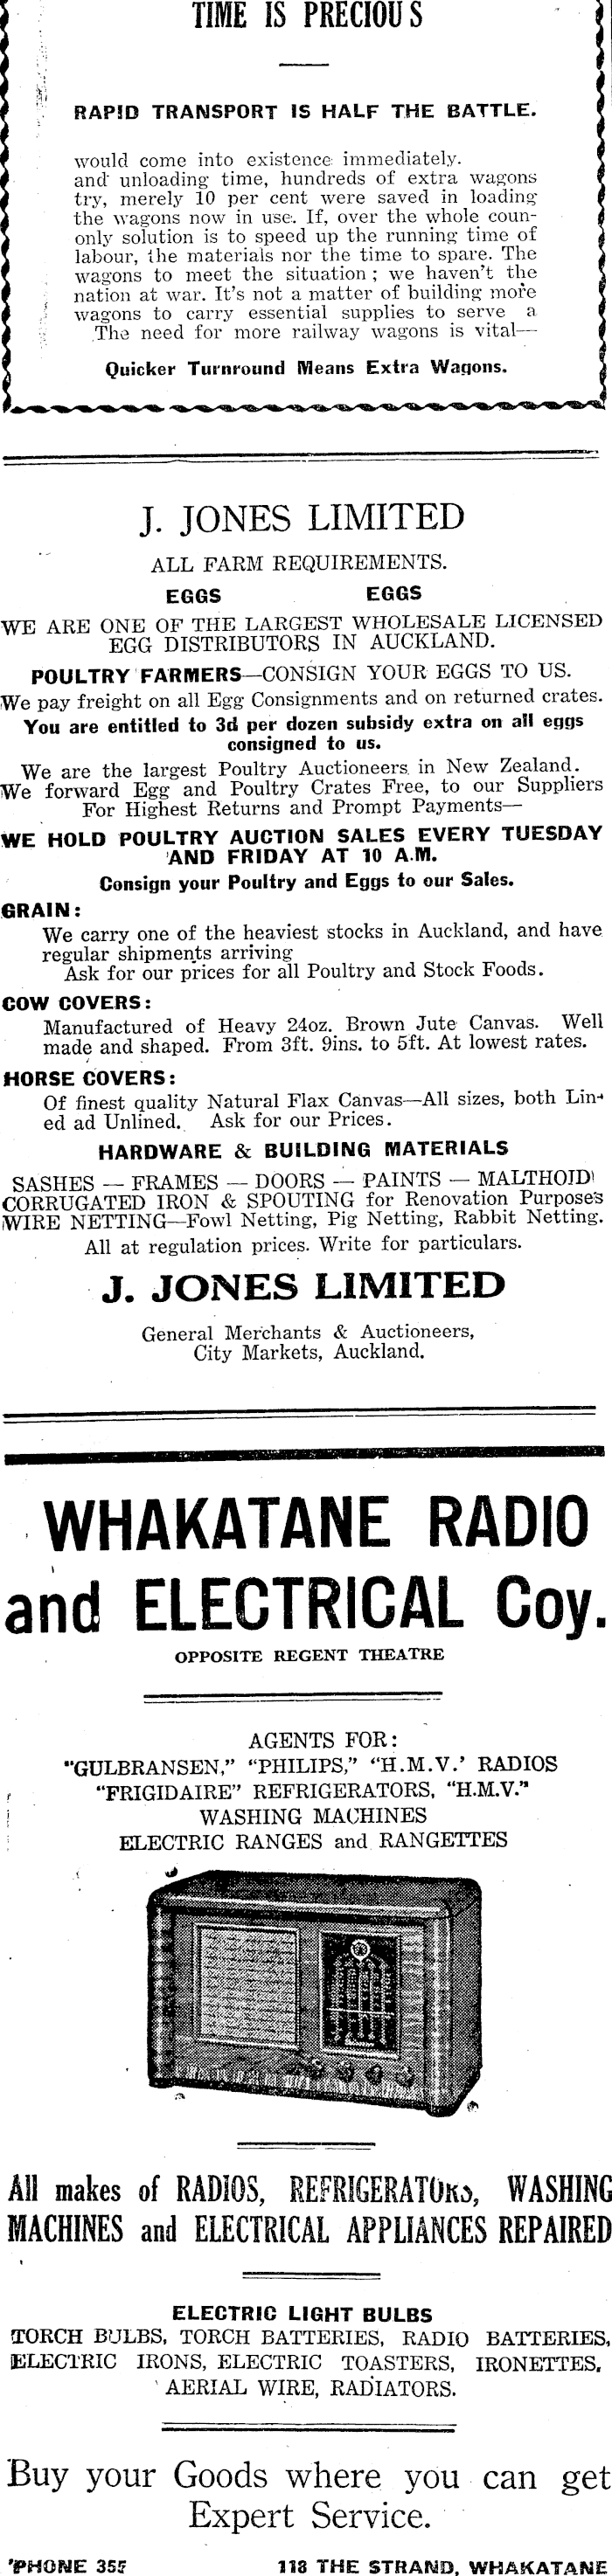 TIME IS PRECIOUS
RAPID TRANSPORT IS HALF THE BATTLE.
would come into existence immediately.
and unloading time, hundreds of extra wagons
try, merely 10 per cent were saved in loading
the wagons now in use. If, over the whole coun-
only solution is to speed up the running time of
labour, the materials nor the time to spare. The
wagons to meet the situation ; we haven't the
nation at war. It's not a matter of building more
wagons to carry essential supplies to serve a
The need for more railway wagons is vital—
Quicker Turnround Means Extra Wagons.
J. JONES LIMITED
ALL FARM REQUIREMENTS.
EGGS EGGS
WE ARE ONE OF THE LARGEST WHOLESALE LICENSED
EGG DISTRIBUTORS IN AUCKLAND.
POULTRY FARMERS—CONSIGN YOUR EGGS TO US.
We pay freight on all Egg Consignments and on returned crates.
You are entitled to 3d per dozen subsidy extra on all eggs
consigned to us.
We are the largest Poultry Auctioneers in New Zealand.
We forward Egg and Poultry Crates Free, to our Suppliers
For Highest Returns and Prompt Payments—
WE HOLD POULTRY AUCTION SALES EVERY TUESDAY
AND FRIDAY AT 10 A.M.
Consign your Poultry and Eggs to our Sales.
GRAIN:
We carry one of the heaviest stocks in Auckland, and have
regular shipments arriving
Ask for our prices for all Poultry and Stock Foods.
COW COVERS:
Manufactured of Heavy 24oz. Brown Jute Canvas. Well
made and shaped. From 3ft. 9ins. to 5ft. At lowest rates.
HORSE COVERS:
Of finest quality Natural Flax Canvas—All sizes, both Lin-
ed ad Unlined. Ask for our Prices.
HARDWARE & BUILDING MATERIALS
SASHES — FRAMES — DOORS — PAINTS — MALTHOID
CORRUGATED IRON & SPOUTING for Renovation Purposes
WIRE NETTING—Fowl Netting, Pig Netting, Rabbit Netting.
All at regulation prices. Write for particulars.
J. JONES LIMITED
General Merchants & Auctioneers,
City Markets, Auckland.
WHAKATANE RADIO
and ELECTRICAL Coy.
OPPOSITE REGENT THEATRE
AGENTS FOR:
"GULBRANSEN," "PHILIPS," "H.M.V.' RADIOS
"FRIGIDAIRE" REFRIGERATORS, "H.M.V."
WASHING MACHINES
ELECTRIC RANGES and RANGETTES
All makes of RADIOS, REFRIGERATORS, WASHING
MACHINES and ELECTRICAL APPLIANCES REPAIRED
ELECTRIC LIGHT BULBS
TORCH BULBS, TORCH BATTERIES, RADIO BATTERIES,
ELECTRIC IRONS, ELECTRIC TOASTERS, IRONETTES,
AERIAL WIRE, RADIATORS.
Buy your Goods where you can get
Expert Service.
'PHONE 355 118 THE STRAND, WHAKATANE